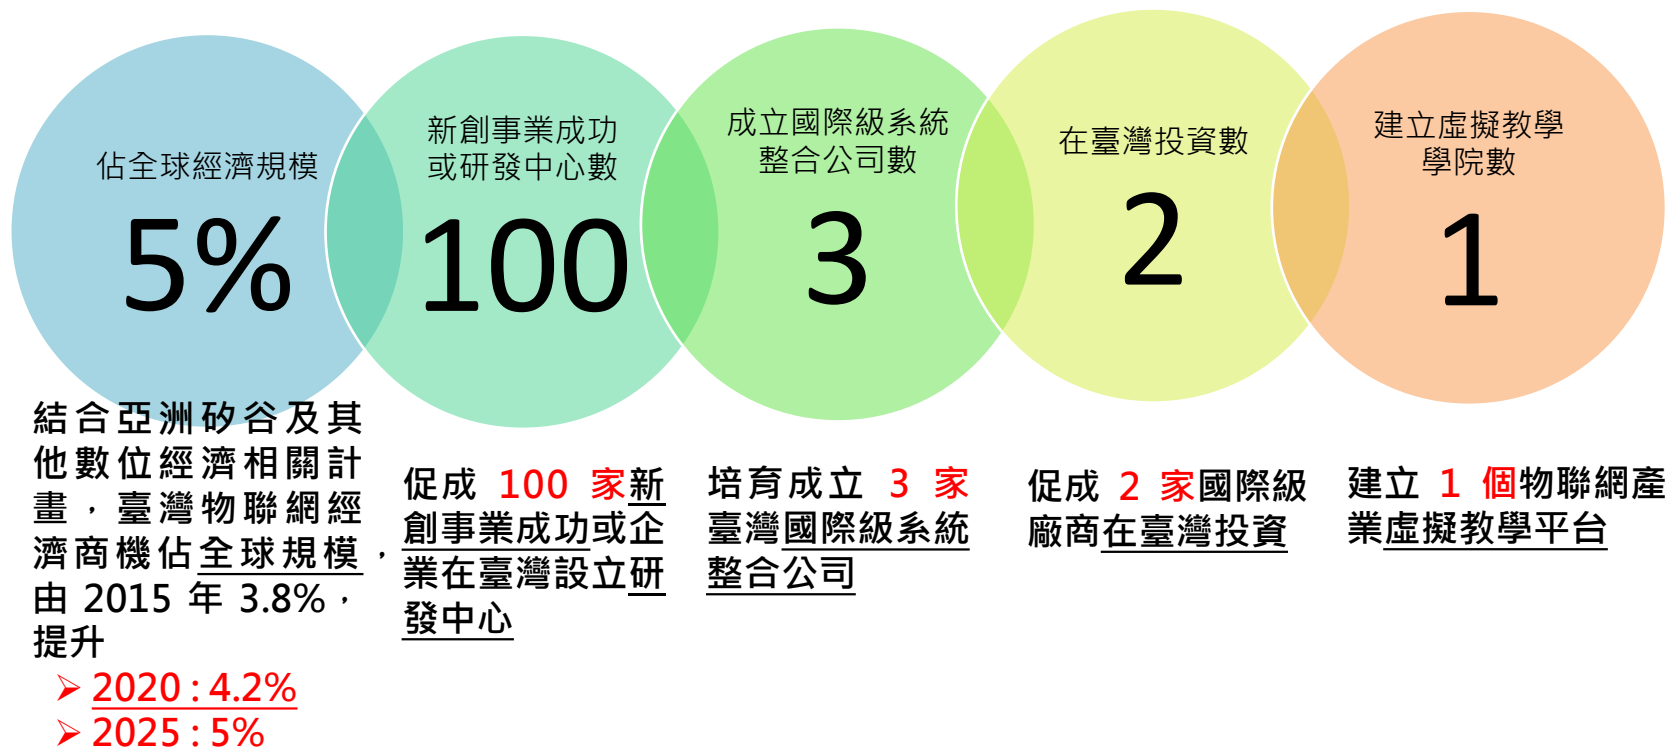 佔全球經濟規模
5%
新創事業成功
或研發中心數
100
成立國際級系統
整合公司數
3
在臺灣投資數
2
建立虛擬教學
學院數
1
結合亞洲矽谷及其
他數位經濟相關計
畫，臺灣物聯網經
濟商機佔全球規模，
由 2015 年 3.8%，
提升
➢ 2020 : 4.2%
➢ 2025 : 5%
促成 100 家新
創事業成功或企
業在臺灣設立研
發中心
培育成立 3 家
臺灣國際級系統
整合公司
促成 2 家國際級
廠商在臺灣投資
建立 1 個物聯網產
業虛擬教學平台